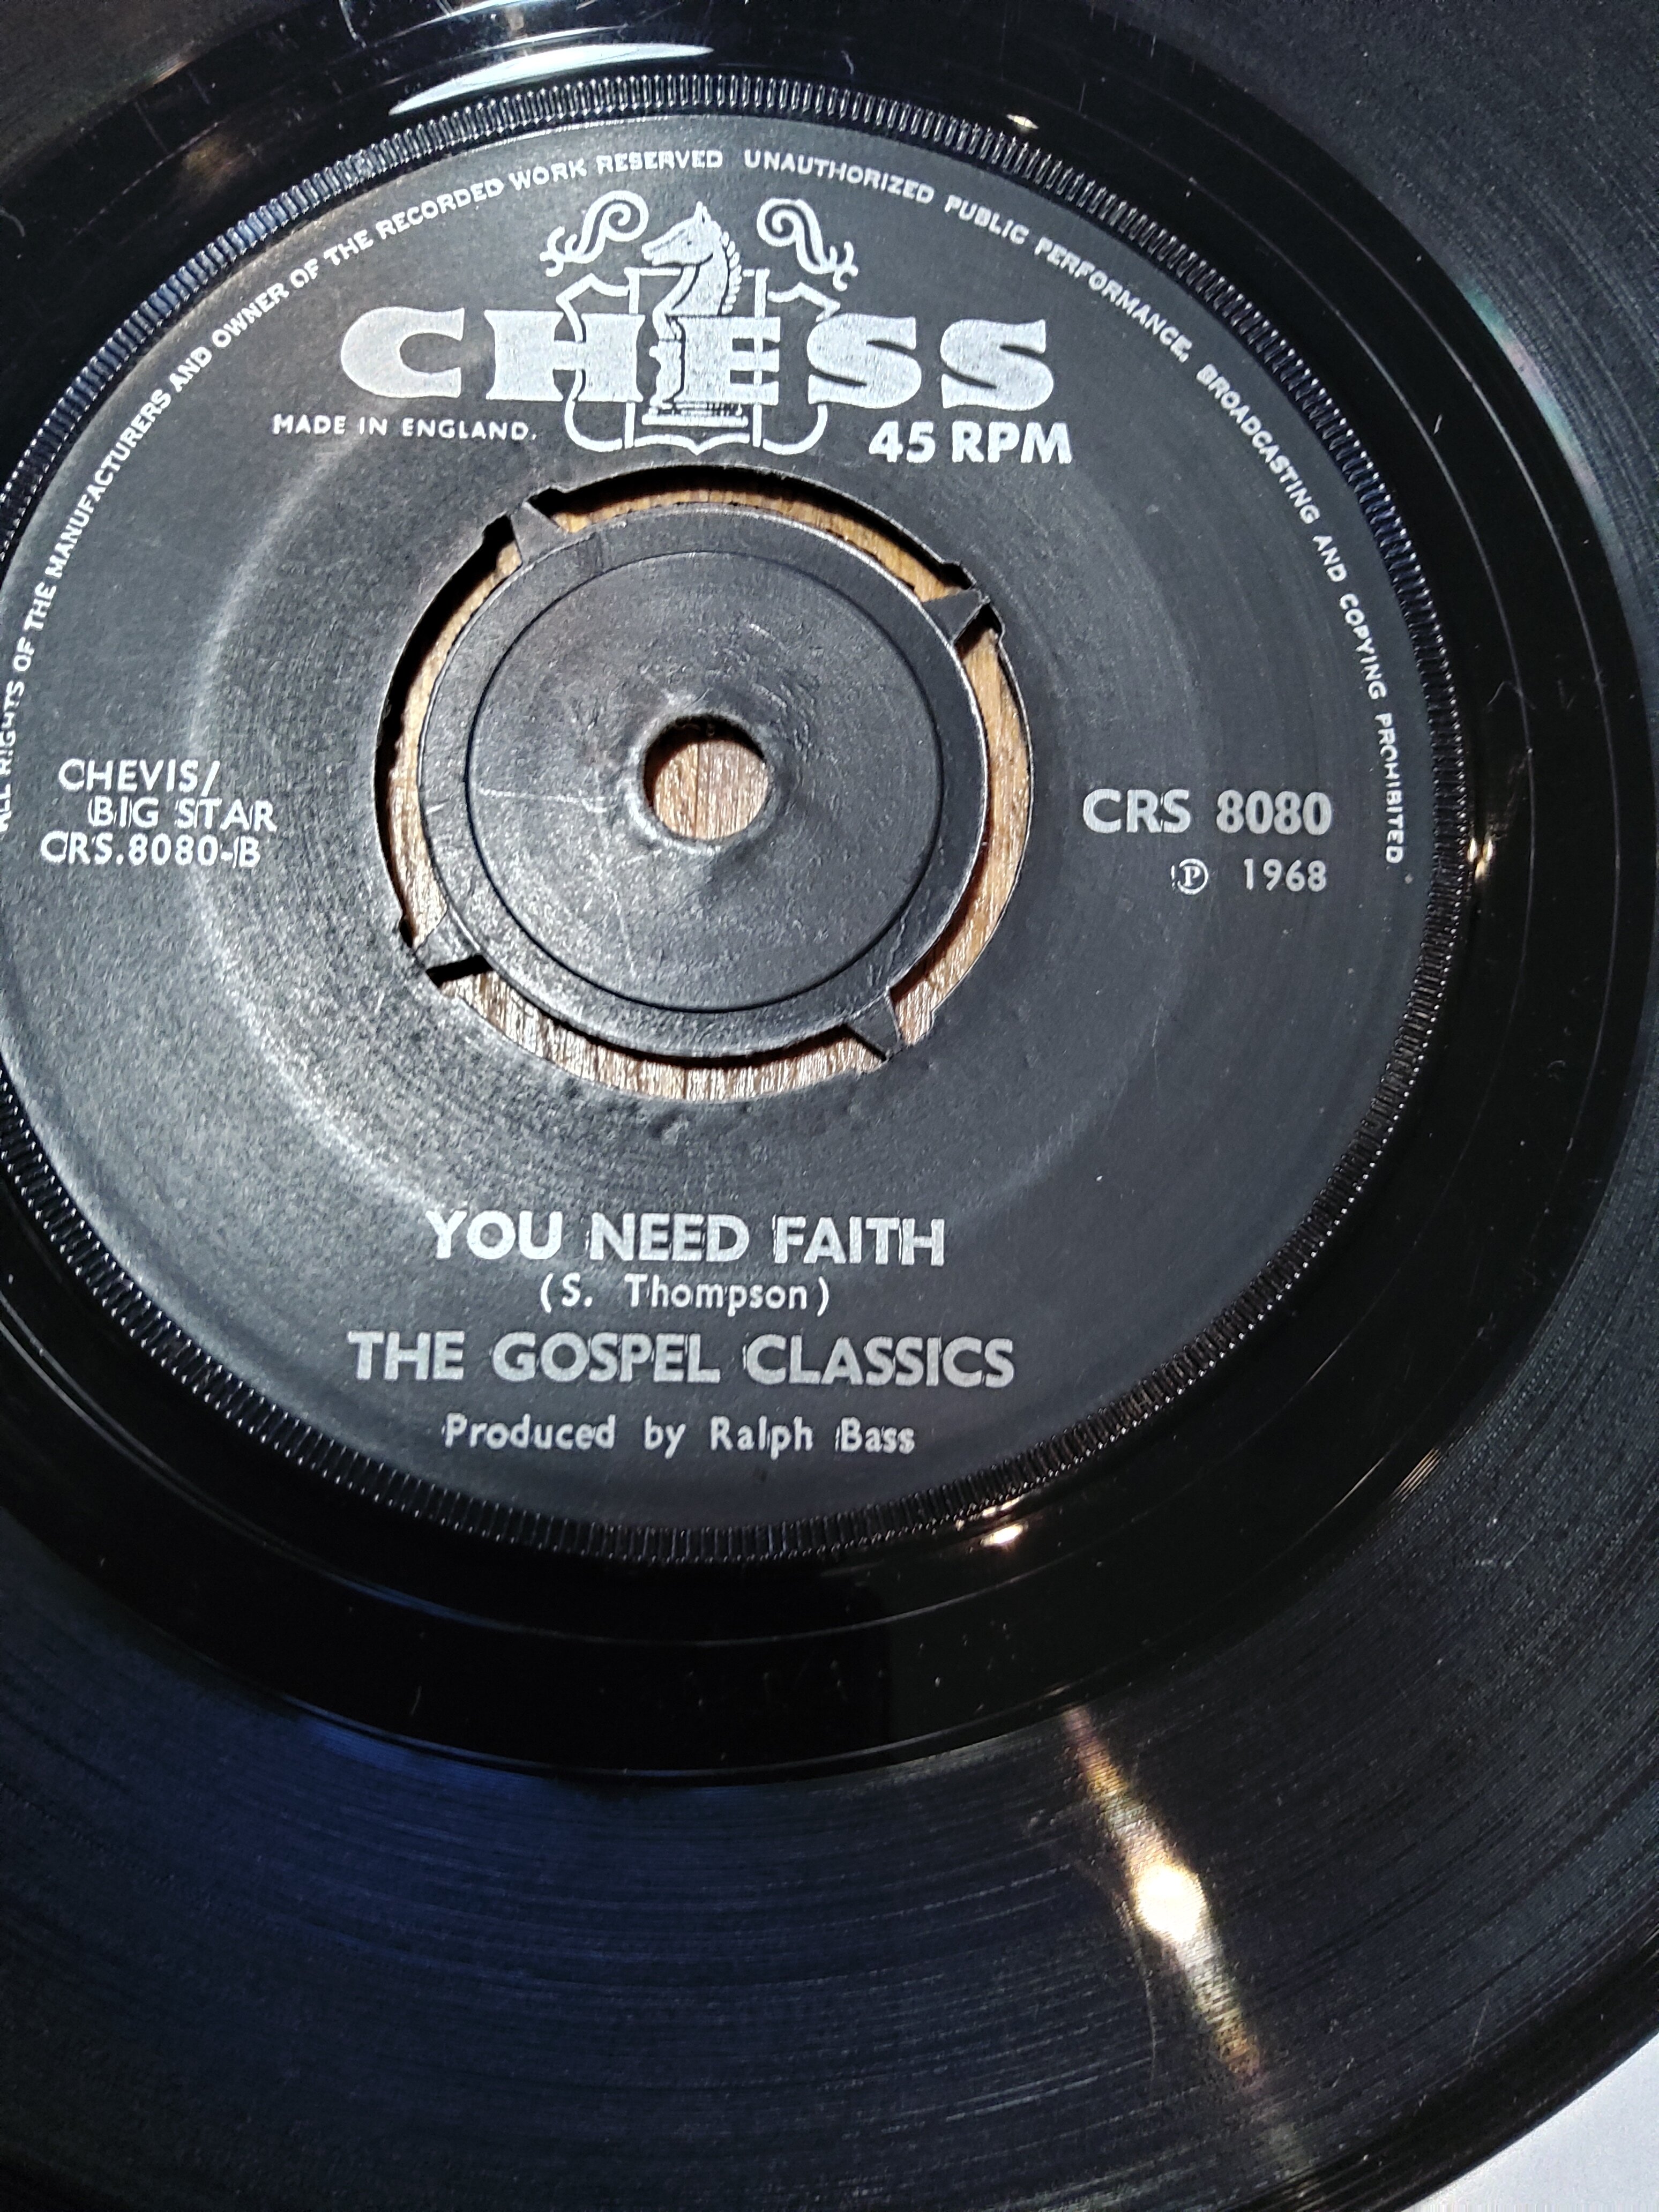 ALL RIGHTS OF THE MANUFACTURERS AND OWNER OF THE RECORDED WORK RESERVED UNAUTHORIZED PUBLIC PERFORMANCE, BROADCASTING AND COPYING PROHIBITED.
CHESS
MADE IN ENGLAND.
45 RPM
CHEVIS/
BIG STAR
CRS.8080-B
CRS 8080
Ⓟ 1968
YOU NEED FAITH
(S. Thompson)
THE GOSPEL CLASSICS
Produced by Ralph Bass